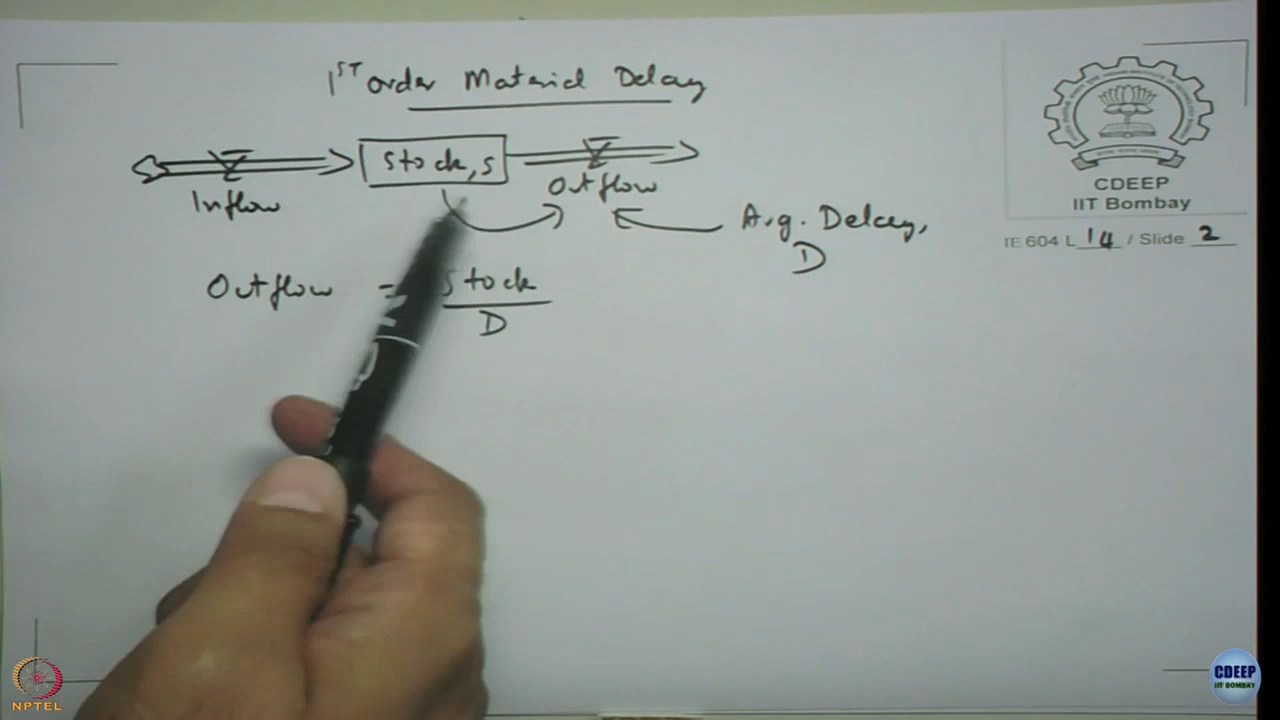 1ST order Material Delay
Stock, S
Inflow
Outflow
Avg. Delay,
D
Outflow = Stock
D
CDEEP
IIT Bombay
IE 604 L 14 / Slide 2
NPTEL
CDEEP
IIT BOMBAY